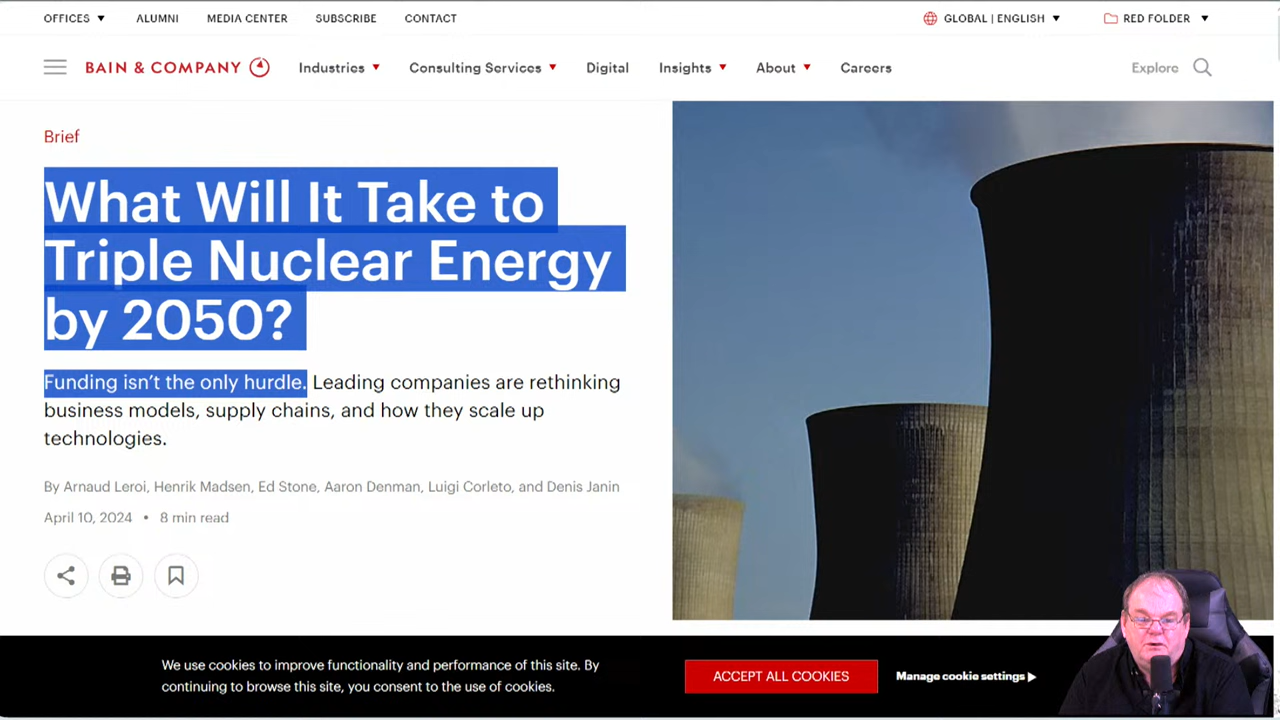 OFFICES ALUMNI MEDIA CENTER SUBSCRIBE CONTACT GLOBAL | ENGLISH RED FOLDER
BAIN & COMPANY Industries Consulting Services Digital Insights About Careers Explore
Brief
What Will It Take to
Triple Nuclear Energy
by 2050?
Funding isn't the only hurdle. Leading companies are rethinking
business models, supply chains, and how they scale up
technologies.
By Arnaud Leroi, Henrik Madsen, Ed Stone, Aaron Denman, Luigi Corleto, and Denis Janin
April 10, 2024 • 8 min read
We use cookies to improve functionality and performance of this site. By
continuing to browse this site, you consent to the use of cookies.
ACCEPT ALL COOKIES
Manage cookie settings